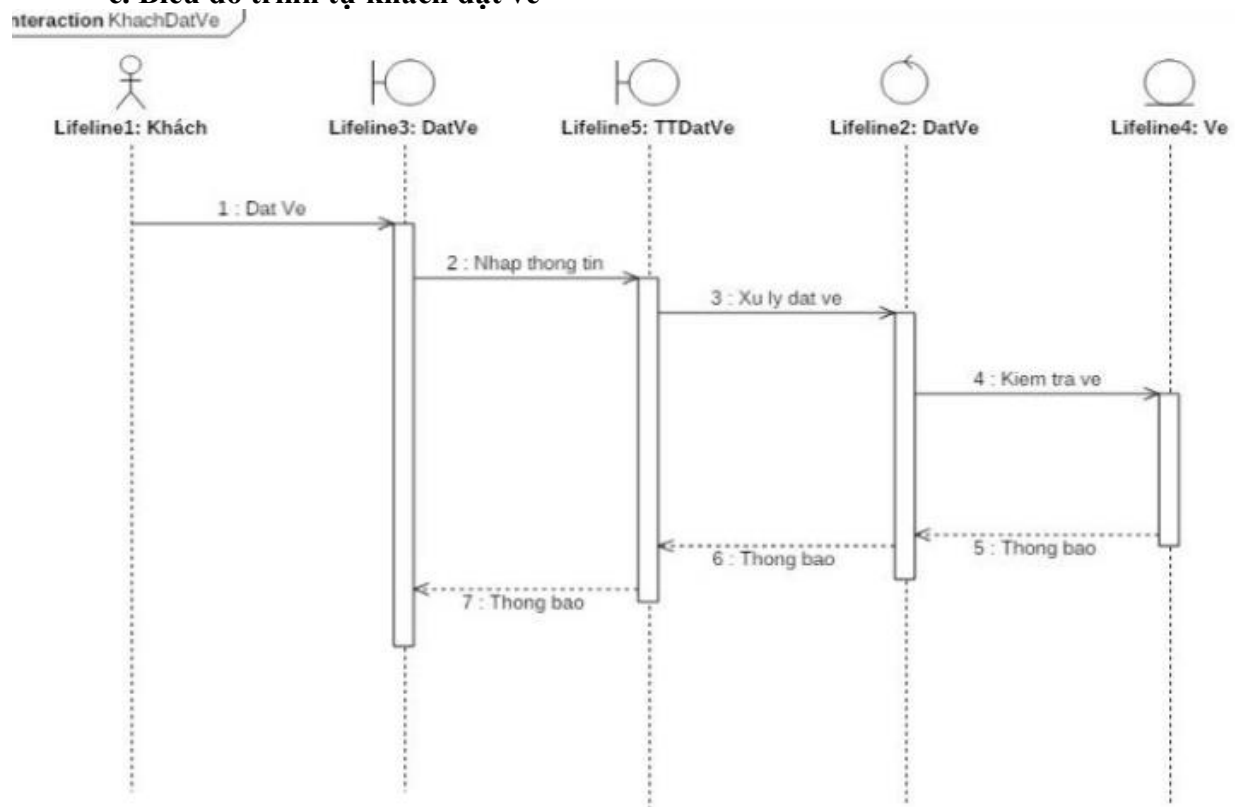 nteraction KhachDatVe
Lifeline1: Khách
Lifeline3: DatVe
Lifeline5: TTDatVe
Lifeline2: DatVe
Lifeline4: Ve
1 : Dat Ve
2 : Nhap thong tin
3 : Xu ly dat ve
4 : Kiem tra ve
5 : Thong bao
6 : Thong bao
7 : Thong bao